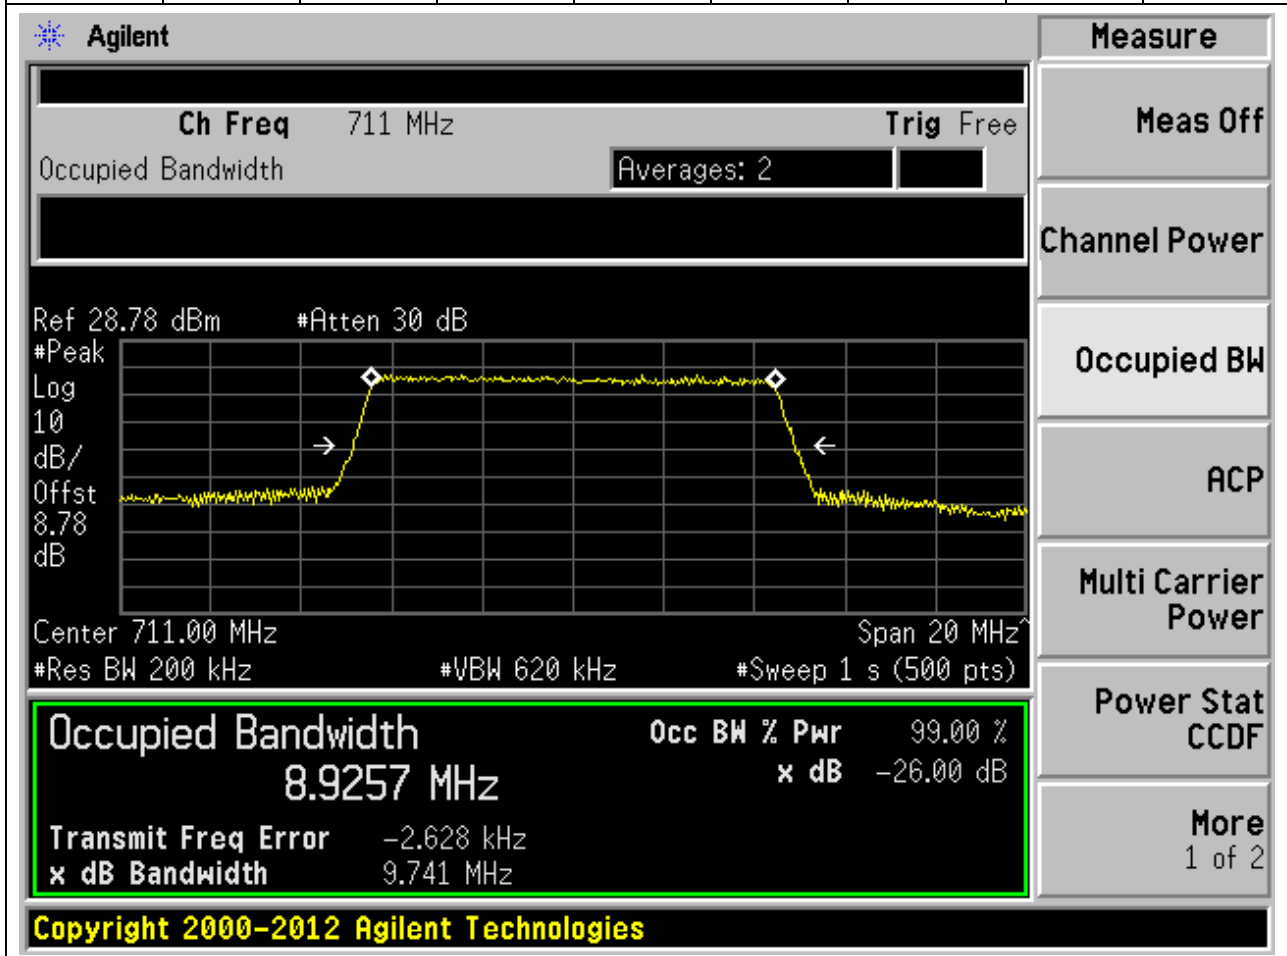 Agilent
Measure
Ch Freq 711 MHz Trig Free
Meas Off
Occupied Bandwidth Averages: 2
Channel Power
Ref 28.78 dBm #Atten 30 dB
#Peak
Log
10
dB/
Offst
8.78
dB
Occupied BW
ACP
Multi Carrier
Power
Center 711.00 MHz Span 20 MHz^
#Res BW 200 kHz #VBW 620 kHz #Sweep 1 s (500 pts)
Power Stat
CCDF
Occupied Bandwidth Occ BW % Pwr 99.00 %
8.9257 MHz x dB -26.00 dB
Transmit Freq Error -2.628 kHz
x dB Bandwidth 9.741 MHz
More
1 of 2
Copyright 2000-2012 Agilent Technologies